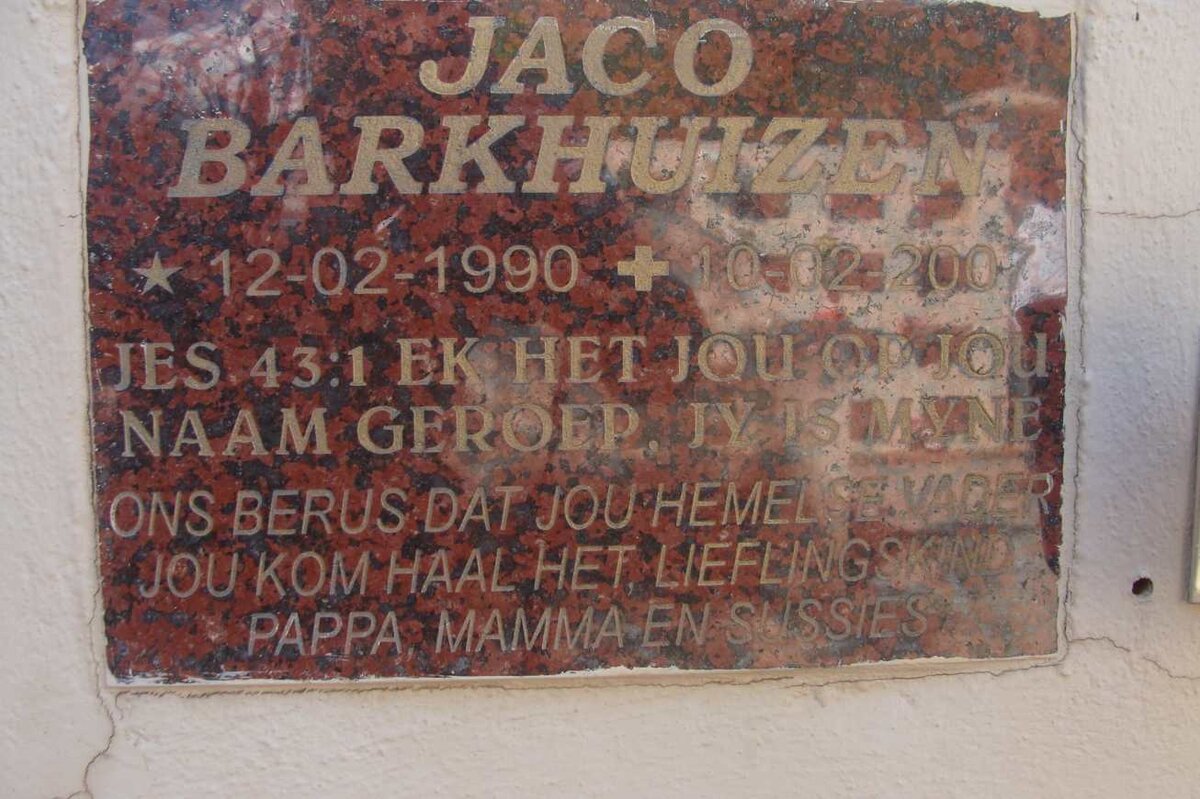 JACO
BARKHUIZEN
★ 12-02-1990 ✚ 10-02-2007
JES 43:1 EK HET JOU OP JOU
NAAM GEROEP, JY IS MYNE
ONS BERUS DAT JOU HEMELSE VADER
JOU KOM HAAL HET, LIEFLINGSKIND
PAPPA, MAMMA EN SUSSIES